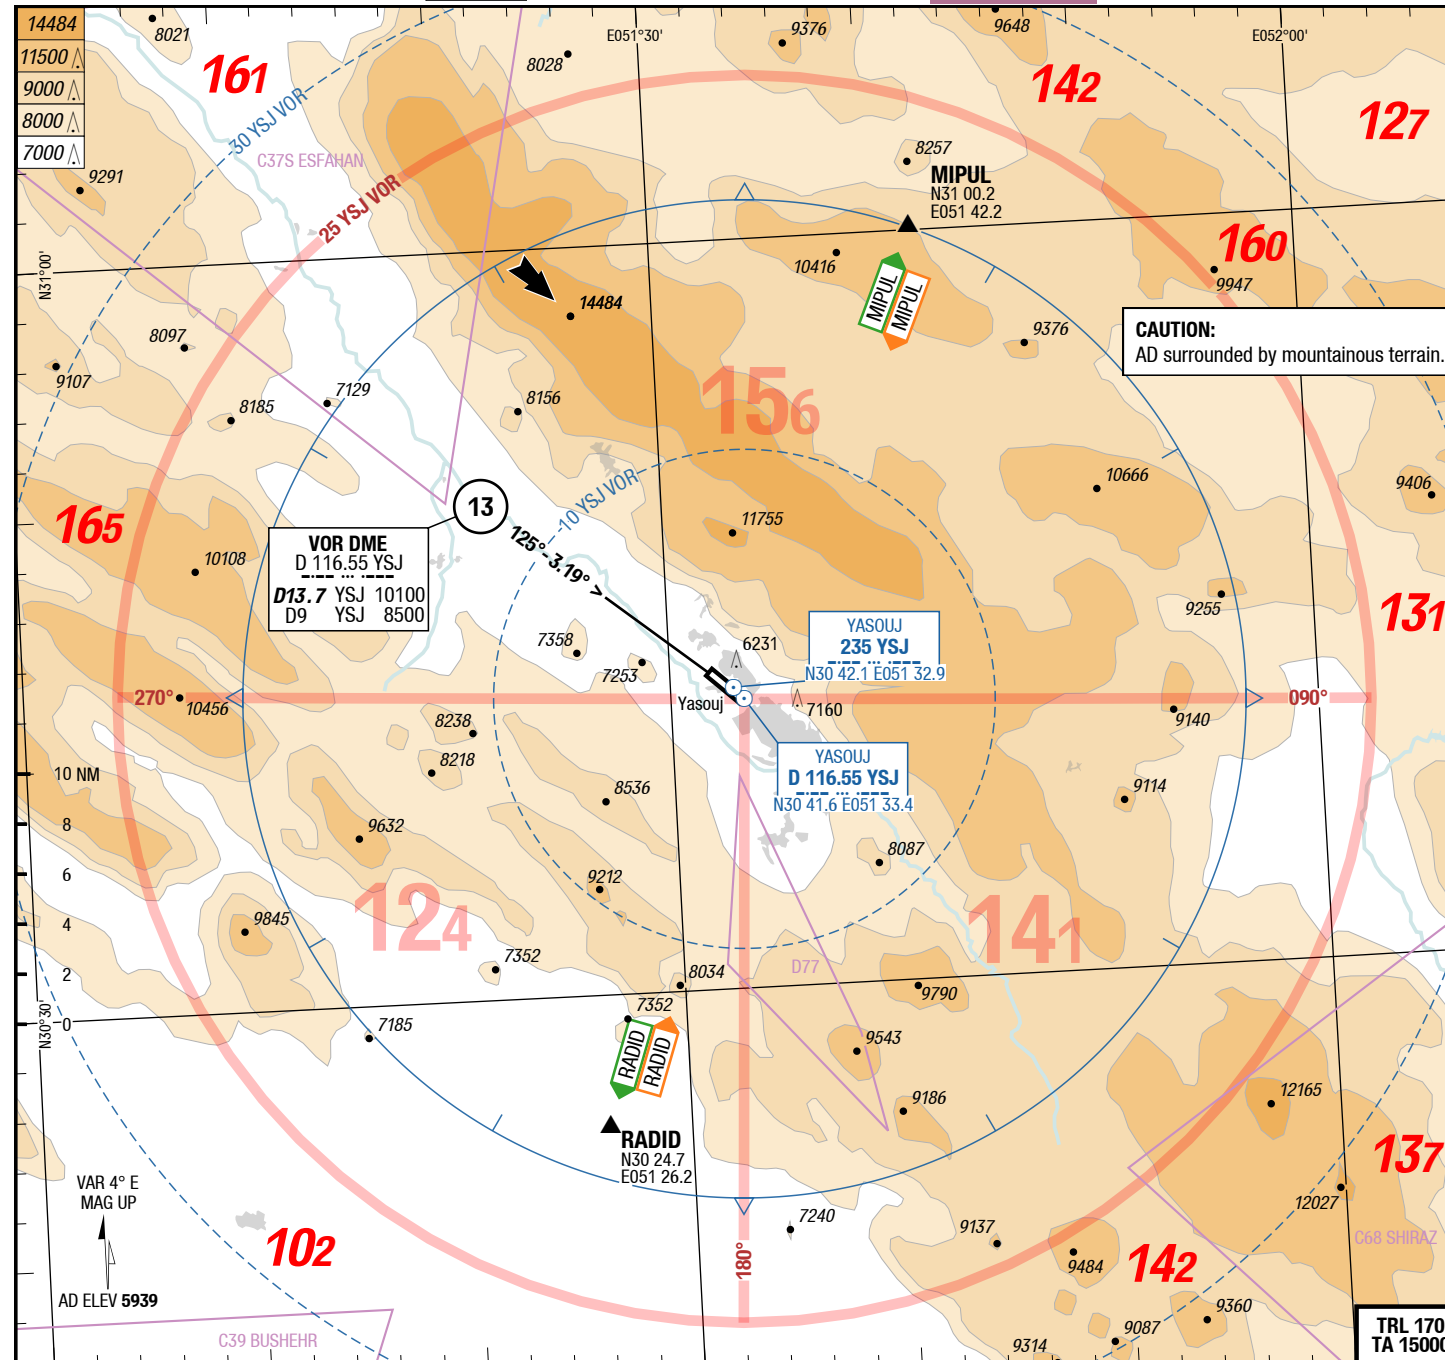 14484
11500
9000
8000
7000
8021
161
8028
E051°30'
9376
9648
142
E052°00'
127
30 YSJ VOR
C37S ESFAHAN
25 YSJ VOR
9291
8257
MIPUL
N31 00.2
E051 42.2
160
9947
N31°00'
10416
MIPUL
MIPUL
14484
9376
CAUTION:
AD surrounded by mountainous terrain.
8097
9107
8185
7129
8156
156
10666
9406
165
13
10 YSJ VOR
11755
125°-3.19° >
VOR DME
D 116.55 YSJ
D13.7 YSJ 10100
D9 YSJ 8500
10108
9255
131
7358
7253
6231
YASOUJ
235 YSJ
N30 42.1 E051 32.9
270°
10456
Yasouj
7160
090°
9140
8238
8218
YASOUJ
D 116.55 YSJ
N30 41.6 E051 33.4
10 NM
8
6
4
2
0
8536
9114
9632
8087
9212
9845
124
141
7352
8034
D77
9790
N30°30'
7185
7352
RADID
RADID
9543
9186
12165
RADID
N30 24.7
E051 26.2
137
12027
VAR 4° E
MAG UP
102
7240
180°
9137
9484
142
C68 SHIRAZ
AD ELEV 5939
C39 BUSHEHR
9360
9087
9314
TRL 170
TA 15000